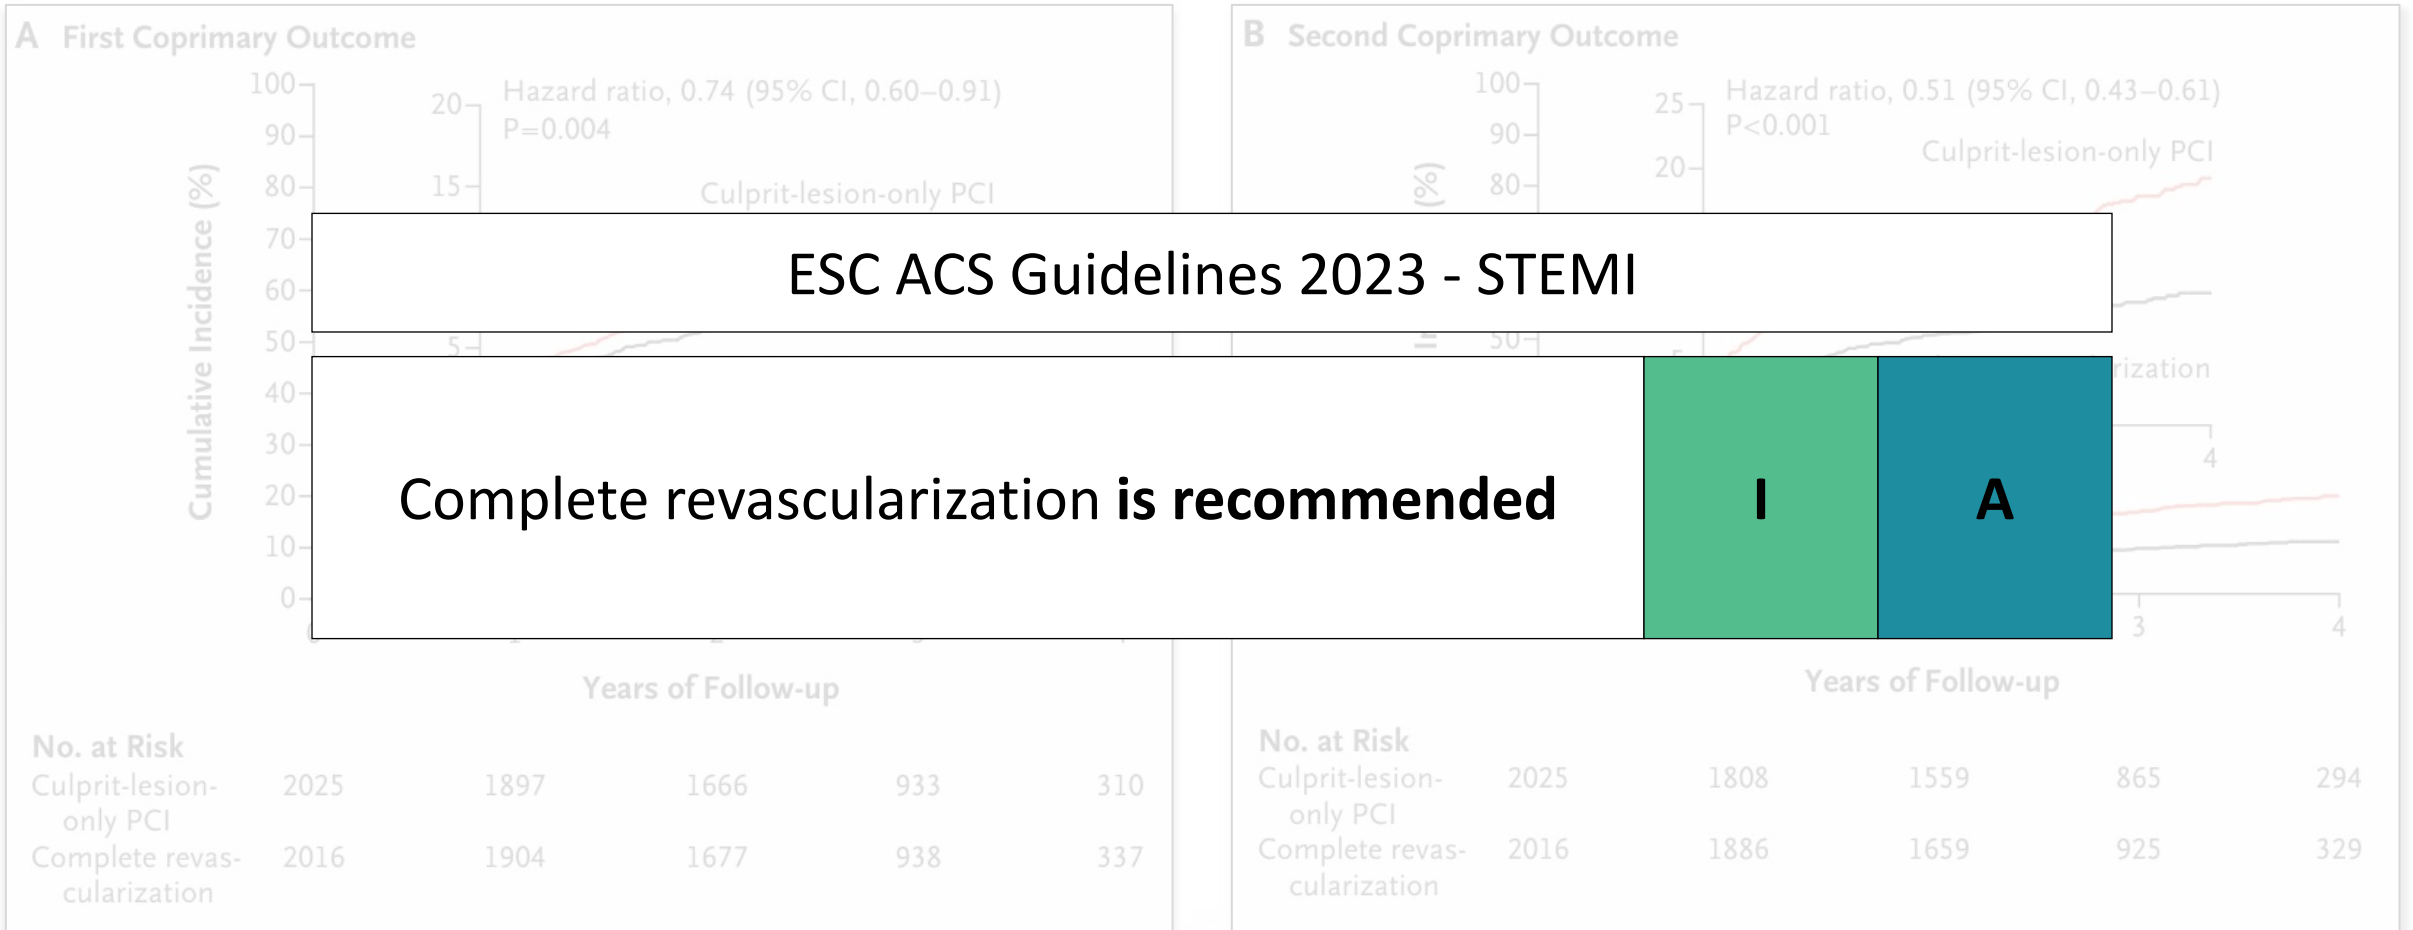 A First Coprimary Outcome
Hazard ratio, 0.74 (95% CI, 0.60–0.91)
P=0.004
Culprit-lesion-only PCI
Cumulative Incidence (%)
100
90
80
70
60
50
40
30
20
10
0
20
15
5
Years of Follow-up
No. at Risk
Culprit-lesion- 2025 1897 1666 933 310
only PCI
Complete revas- 2016 1904 1677 938 337
cularization
B Second Coprimary Outcome
Hazard ratio, 0.51 (95% CI, 0.43–0.61)
P<0.001
Culprit-lesion-only PCI
(%)
100
90
80
50
25
20
4
3 4
Years of Follow-up
No. at Risk
Culprit-lesion- 2025 1808 1559 865 294
only PCI
Complete revas- 2016 1886 1659 925 329
cularization
ESC ACS Guidelines 2023 - STEMI
Complete revascularization is recommended I A